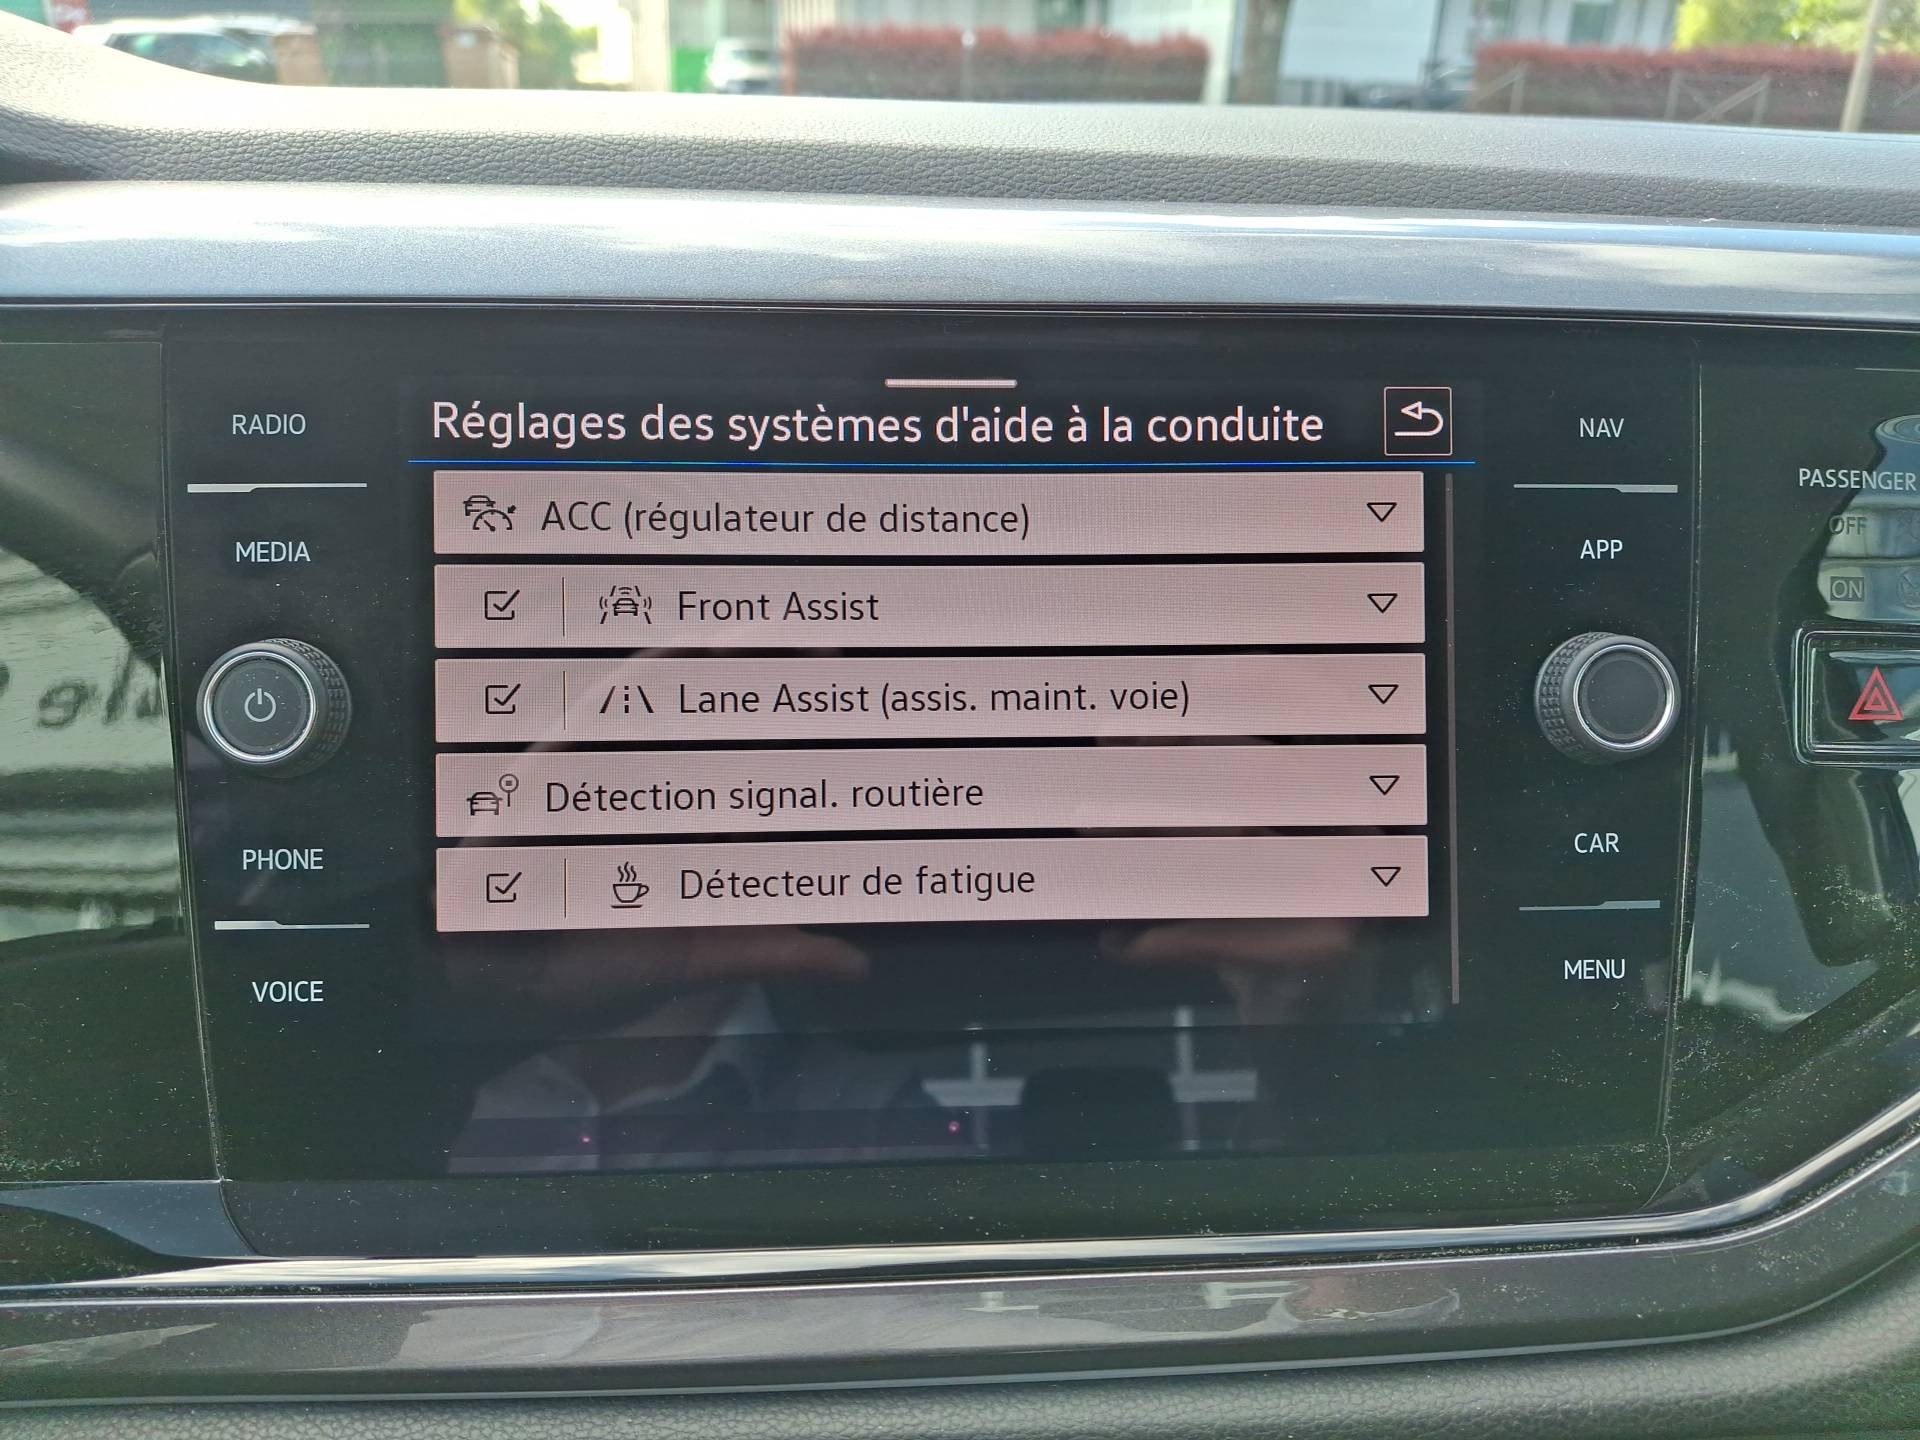 RADIO
MEDIA
PHONE
VOICE
Réglages des systèmes d'aide à la conduite
ACC (régulateur de distance)
Front Assist
Lane Assist (assis. maint. voie)
Détection signal. routière
Détecteur de fatigue
NAV
APP
CAR
MENU
PASSENGER
OFF
ON